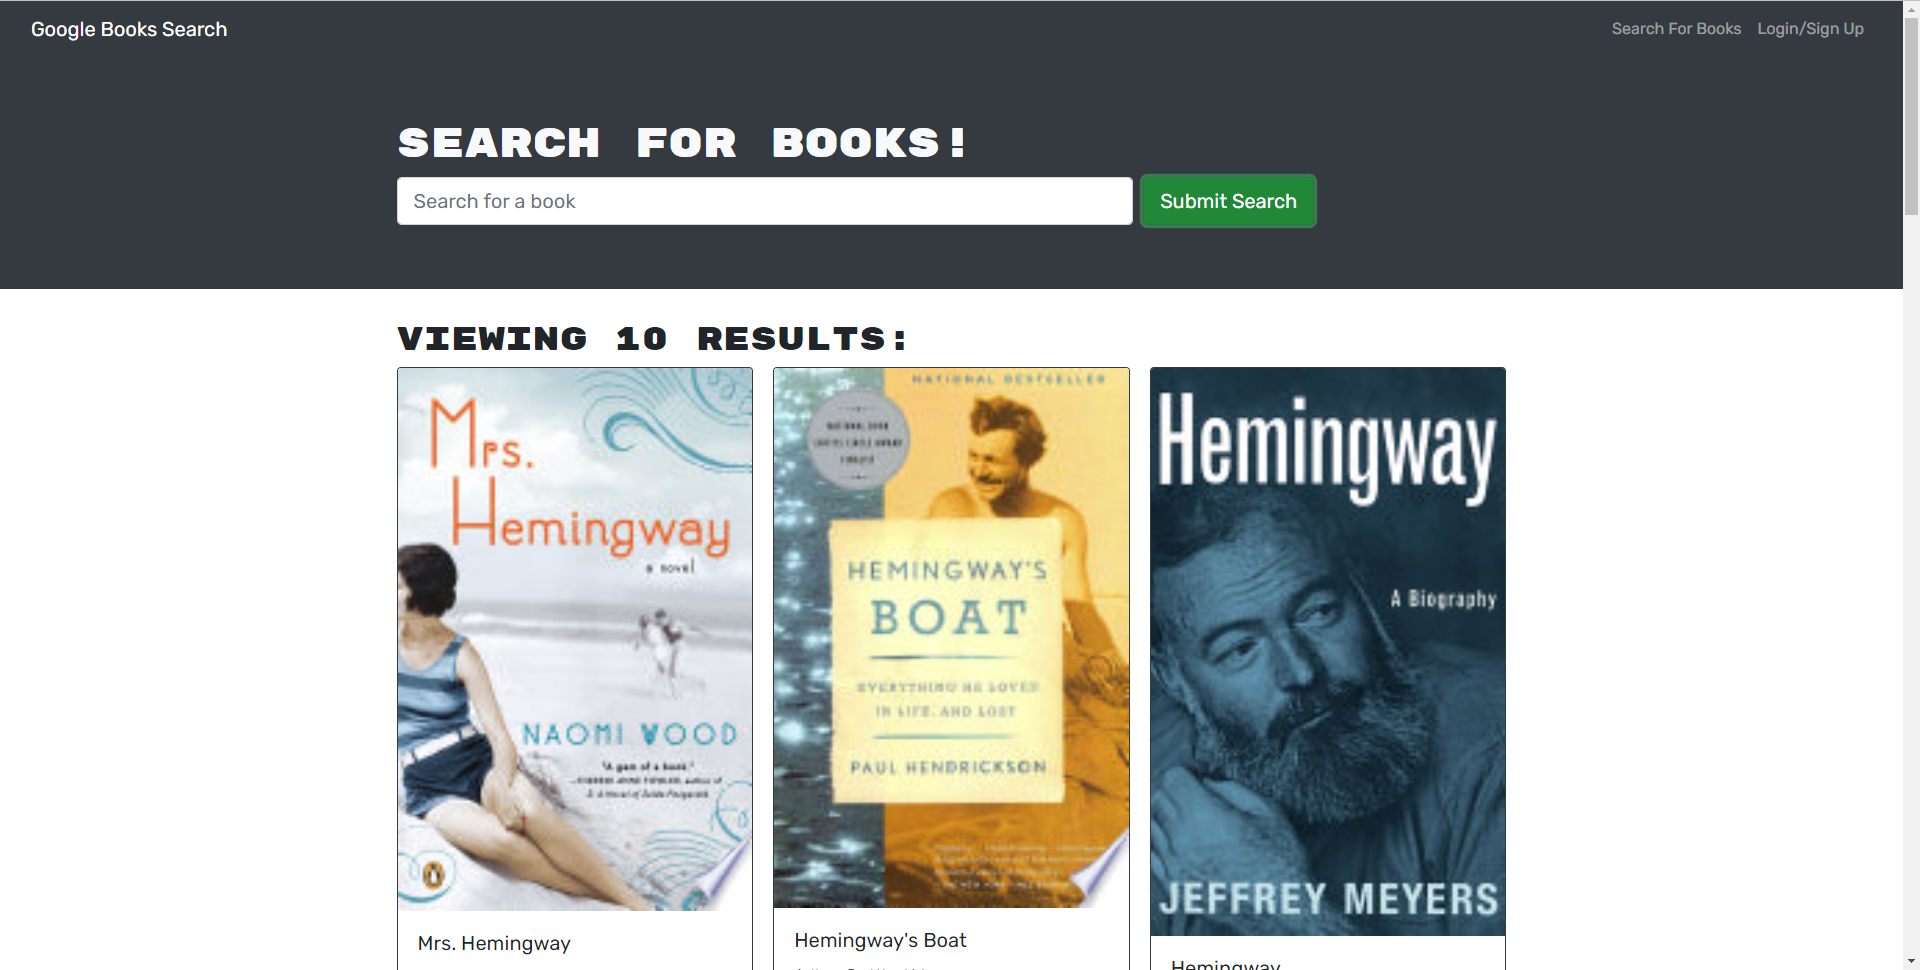 Google Books Search
Search For Books
Login/Sign Up
SEARCH FOR BOOKS!
Search for a book
Submit Search
VIEWING 10 RESULTS:
Mrs.
Hemingway
a novel
NAOMI WOOD
"A gem of a book."
Mrs. Hemingway
NATIONAL BESTSELLER
HEMINGWAY'S
BOAT
EVERYTHING HE LOVED
IN LIFE, AND LOST
PAUL HENDRICKSON
Hemingway's Boat
Hemingway
A Biography
JEFFREY MEYERS
Hemingway